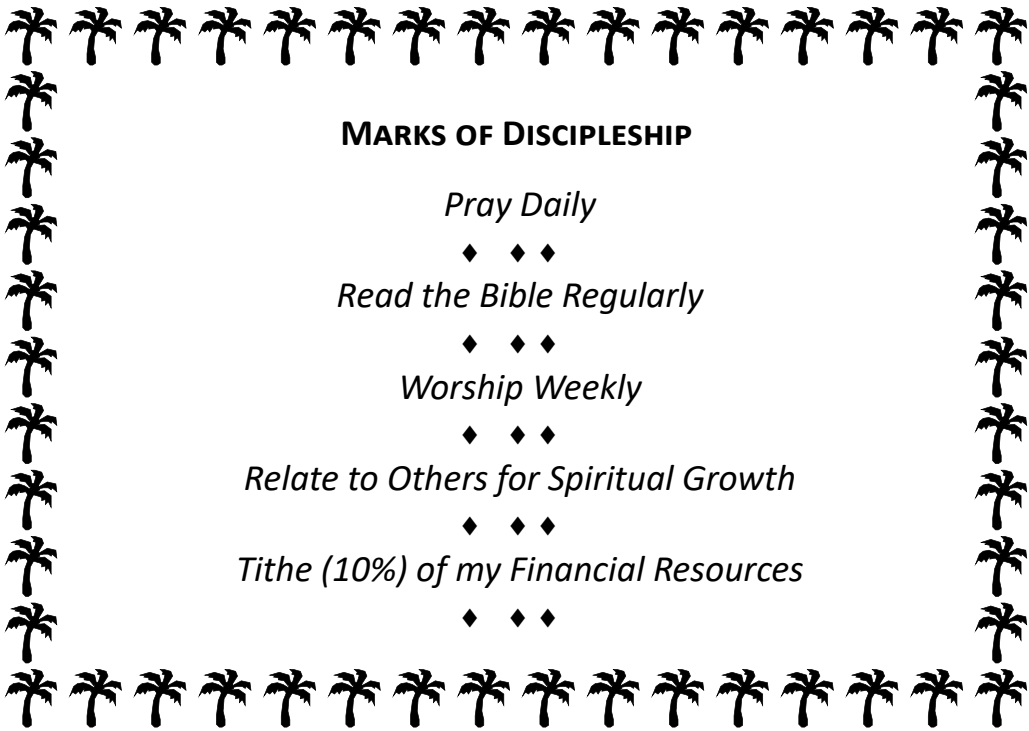 Marks of Discipleship
Pray Daily
♦ ♦ ♦
Read the Bible Regularly
♦ ♦ ♦
Worship Weekly
♦ ♦ ♦
Relate to Others for Spiritual Growth
♦ ♦ ♦
Tithe (10%) of my Financial Resources
♦ ♦ ♦